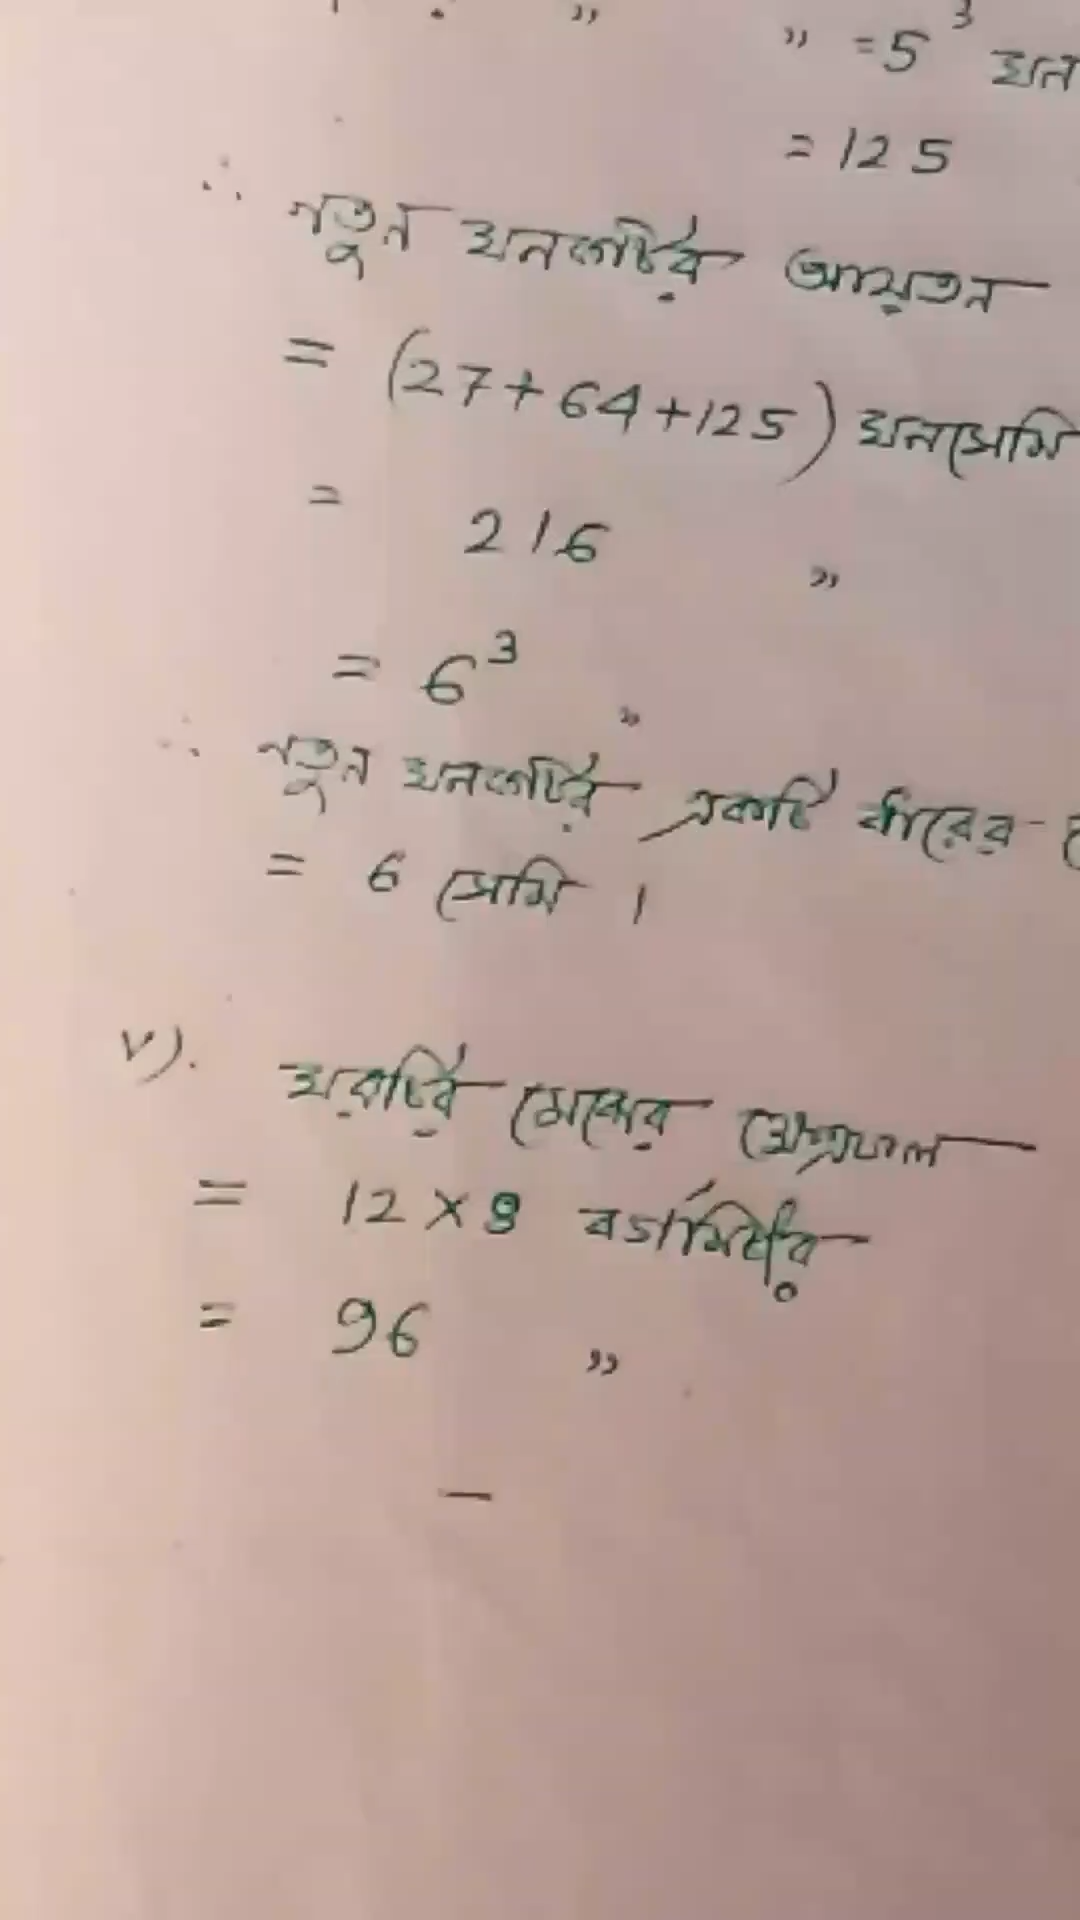 " " = 5³ ঘন
= 125
∴ নতুন ঘনকটির আয়তন
= (27 + 64 + 125) ঘনসেমি
= 216 "
= 6³ "
∴ নতুন ঘনকটির একটি ধারের
= 6 সেমি ।
v). ঘরটির মেঝের ক্ষেত্রফল
= 12 × 8 বর্গমিটার
= 96 "